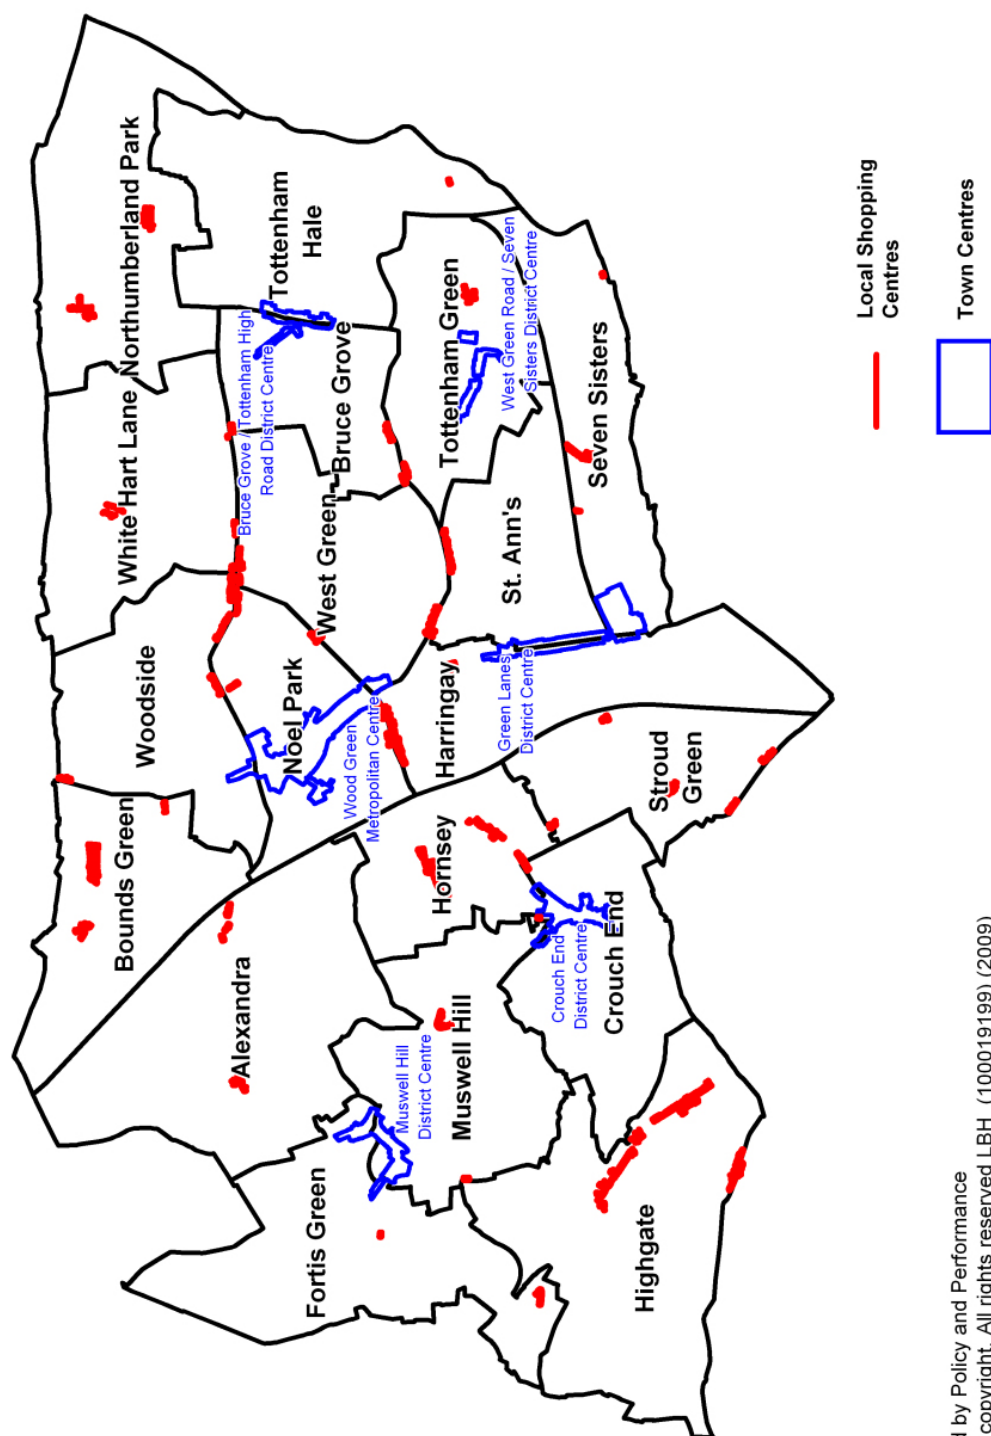 Northumberland Park
White Hart Lane
Woodside
Bounds Green
Tottenham
Hale
Bruce Grove / Tottenham High
Road District Centre
Bruce Grove
West Green
Noel Park
Wood Green
Metropolitan Centre
Alexandra
Fortis Green
Muswell Hill
District Centre
Muswell Hill
Tottenham Green
West Green Road / Seven
Sisters District Centre
St. Ann's
Seven Sisters
Harringay
Green Lanes
District Centre
Hornsey
Stroud
Green
Crouch End
District Centre
Crouch End
Highgate
Local Shopping
Centres
Town Centres
by Policy and Performance
copyright. All rights reserved LBH (100019199) (2009)